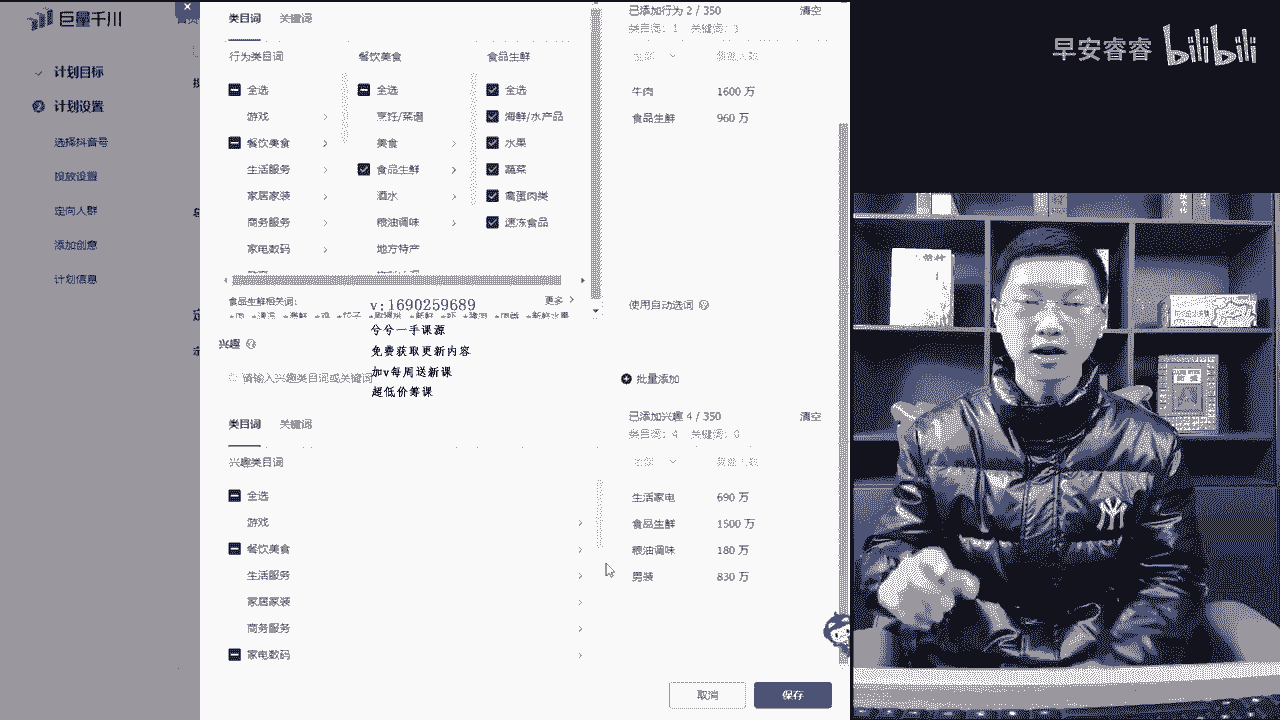 巨量千川
计划目标
计划设置
选择抖音号
投放设置
定向人群
添加创意
计划信息
类目词 关键词
行为类目词
餐饮美食
食品生鲜
全选
游戏
餐饮美食
生活服务
家居家装
商务服务
家电数码
全选
烹饪/菜谱
美食
食品生鲜
酒水
粮油调味
地方特产
全选
海鲜/水产品
水果
蔬菜
禽蛋肉类
速冻食品
食品生鲜相关词:
更多
已添加行为 2 / 350 清空
类目词: 1
牛肉 1600 万
食品生鲜 960 万
使用自动选词
v:1690259689
兮兮一手课源
免费获取更新内容
加v每周送新课
超低价筹课
兴趣
请输入兴趣类目词或关键词
批量添加
类目词 关键词
兴趣类目词
全选
游戏
餐饮美食
生活服务
家居家装
商务服务
家电数码
已添加兴趣 4 / 350 清空
类目词: 4 关键词: 0
生活家电 690 万
食品生鲜 1500 万
粮油调味 180 万
男装 830 万
取消 保存
早安睿睿 bilibili
NY